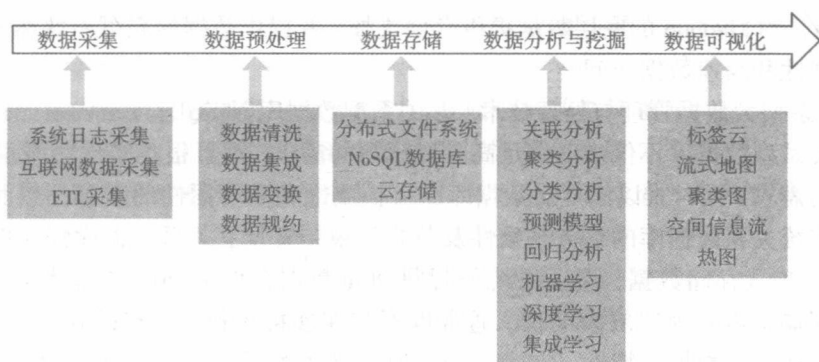 数据采集
数据预处理
数据存储
数据分析与挖掘
数据可视化
系统日志采集
互联网数据采集
ETL采集
数据清洗
数据集成
数据变换
数据规约
分布式文件系统
NoSQL数据库
云存储
关联分析
聚类分析
分类分析
预测模型
回归分析
机器学习
深度学习
集成学习
标签云
流式地图
聚类图
空间信息流
热图